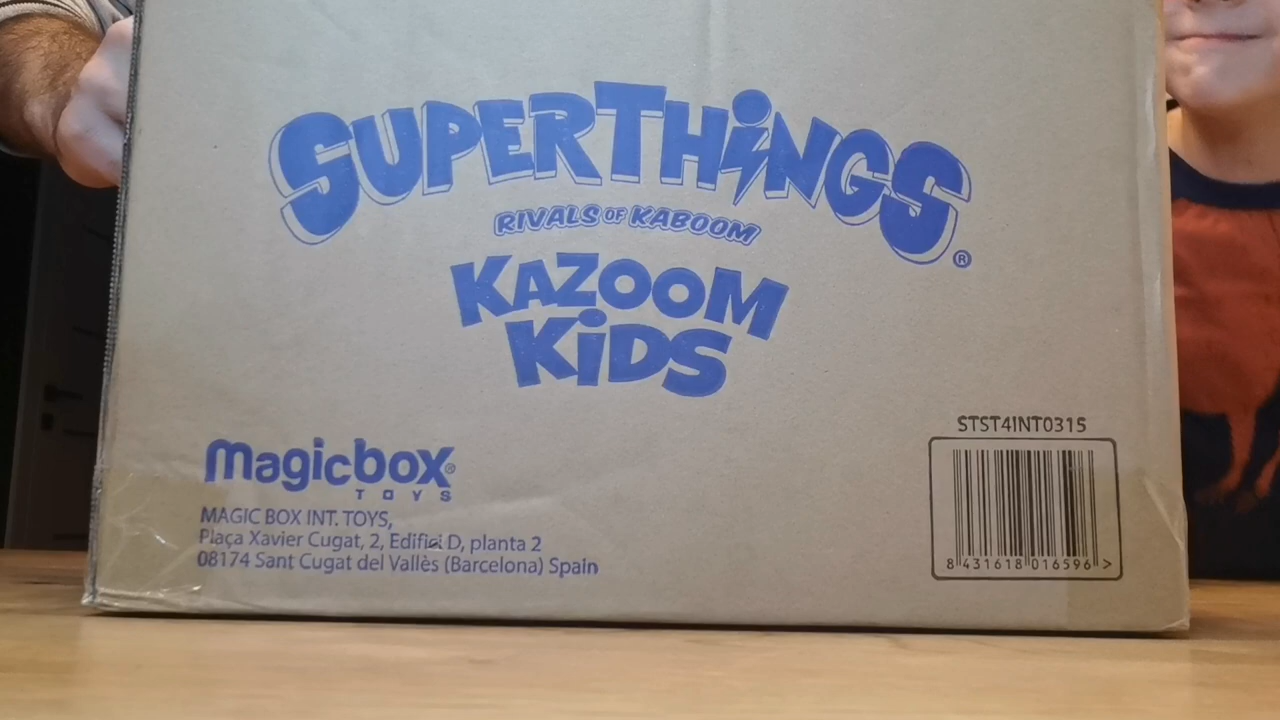 SUPERTHiNGS®
RIVALS OF KABOOM
KAZOOM
KiDS
magicbox®
TOYS
MAGIC BOX INT. TOYS,
Plaça Xavier Cugat, 2, Edifici D, planta 2
08174 Sant Cugat del Vallès (Barcelona) Spain
STST4INT0315
8 431618 016596 >